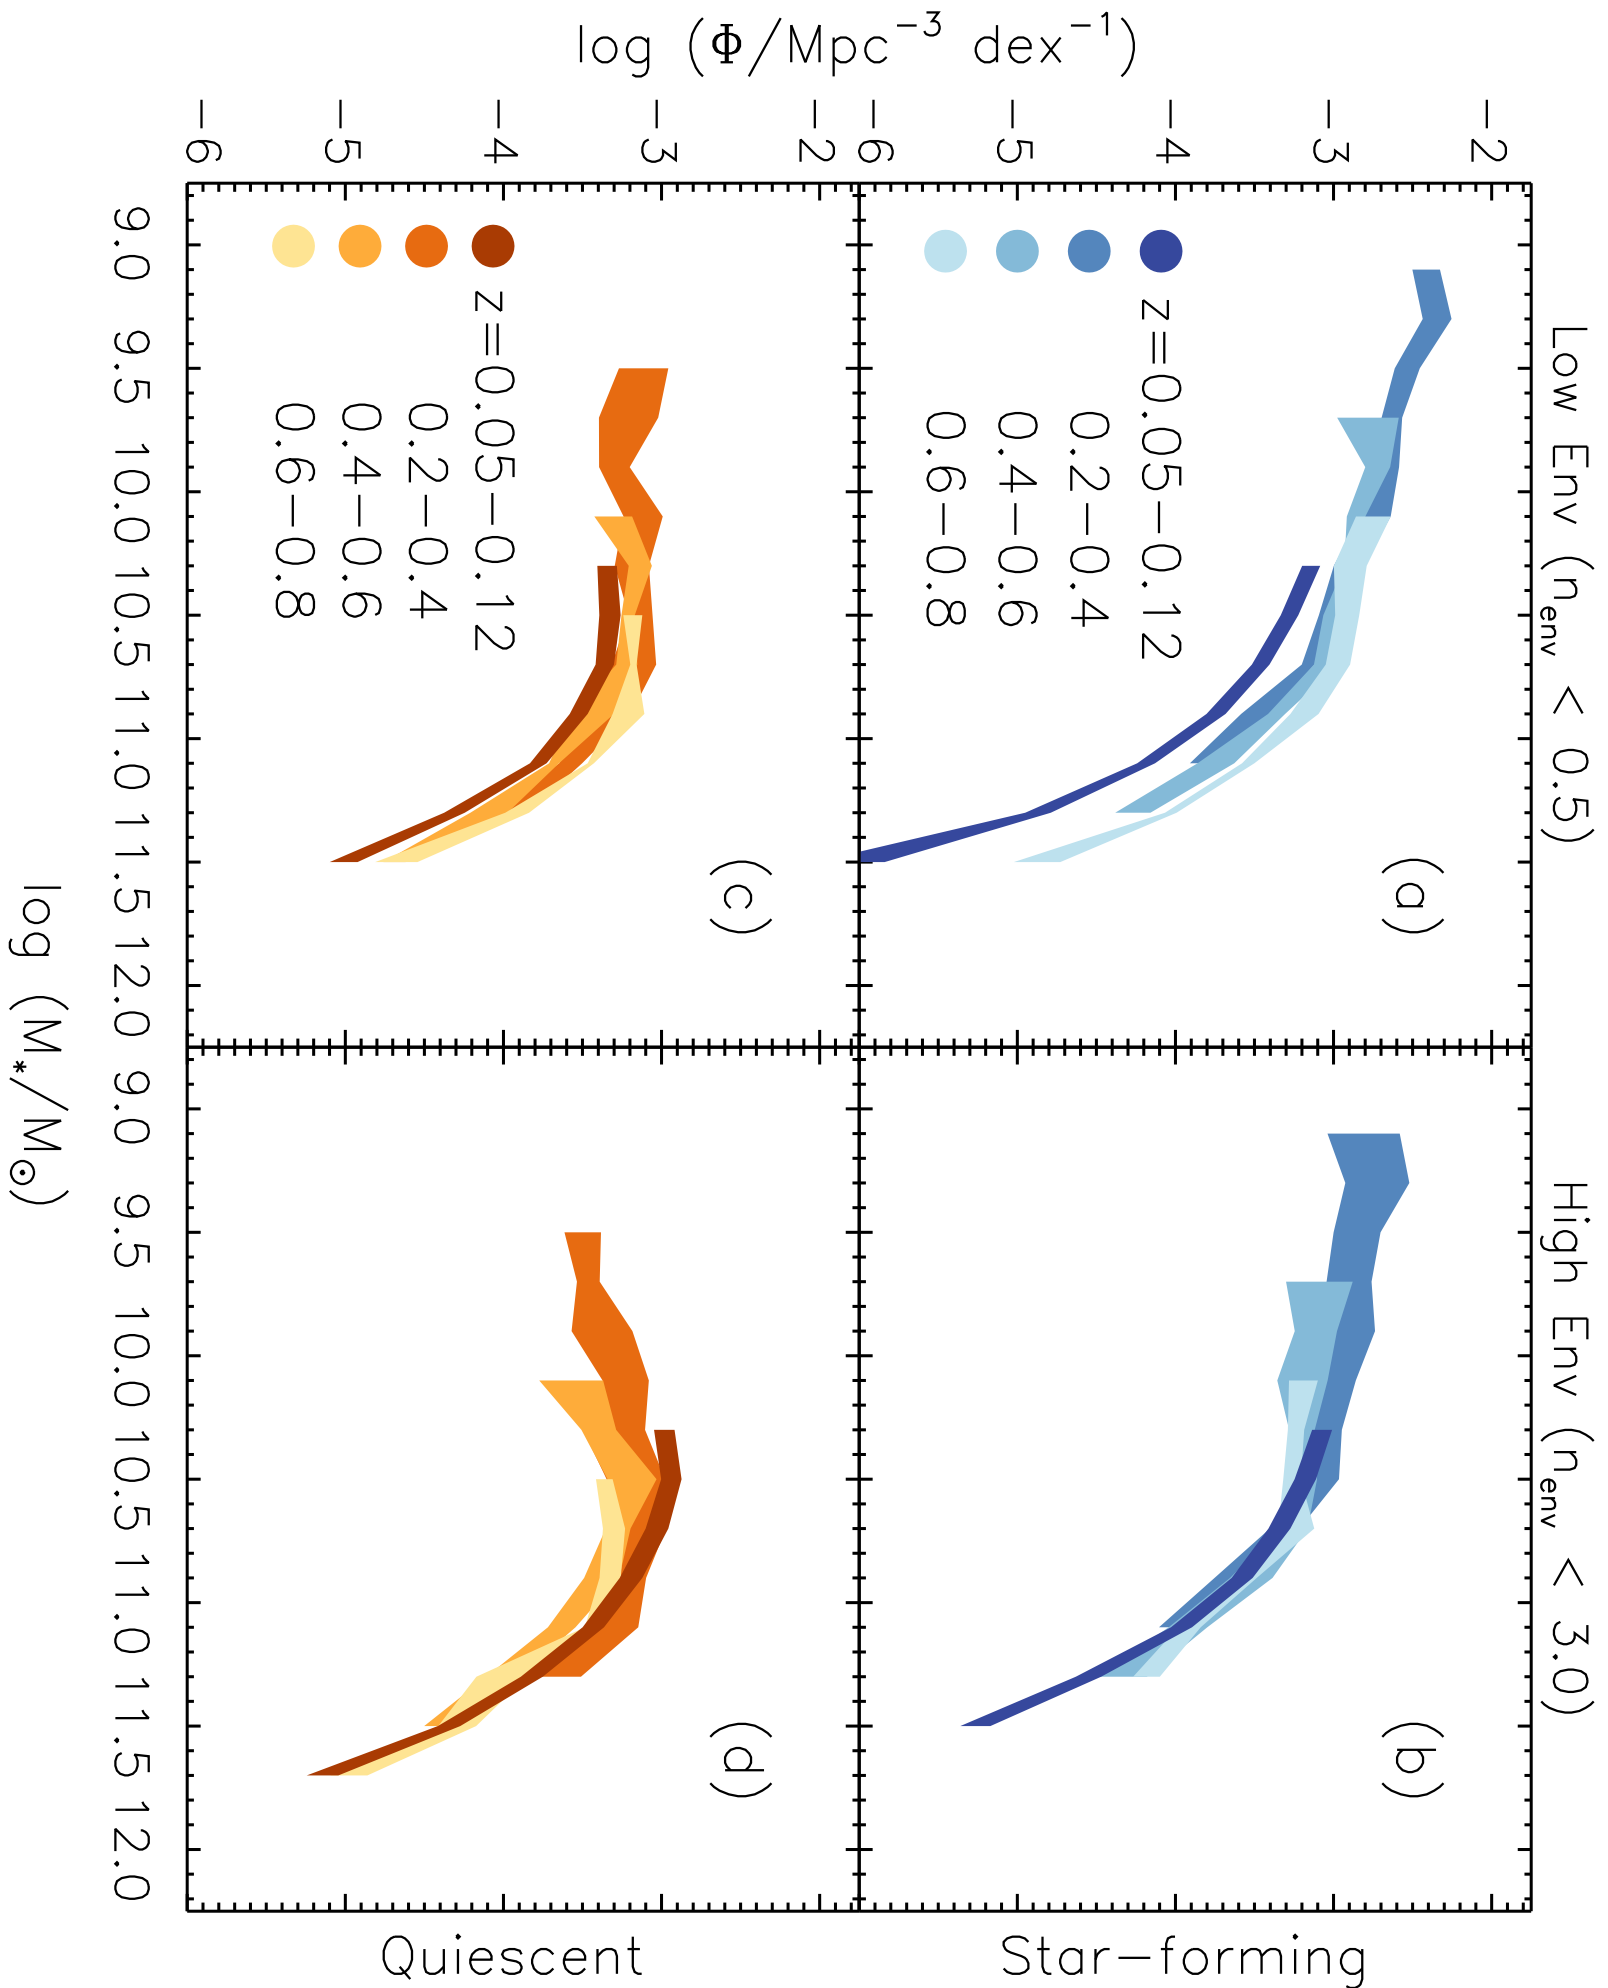 Low Env (n_env < 0.5)
High Env (n_env < 3.0)
(a)
z=0.05−0.12
0.2−0.4
0.4−0.6
0.6−0.8
(b)
Star−forming
−2
−3
−4
−5
−6
(c)
z=0.05−0.12
0.2−0.4
0.4−0.6
0.6−0.8
(d)
Quiescent
−2
−3
−4
−5
−6
log (Φ/Mpc⁻³ dex⁻¹)
9.0 9.5 10.0 10.5 11.0 11.5 12.0
9.0 9.5 10.0 10.5 11.0 11.5 12.0
log (M*/M⊙)